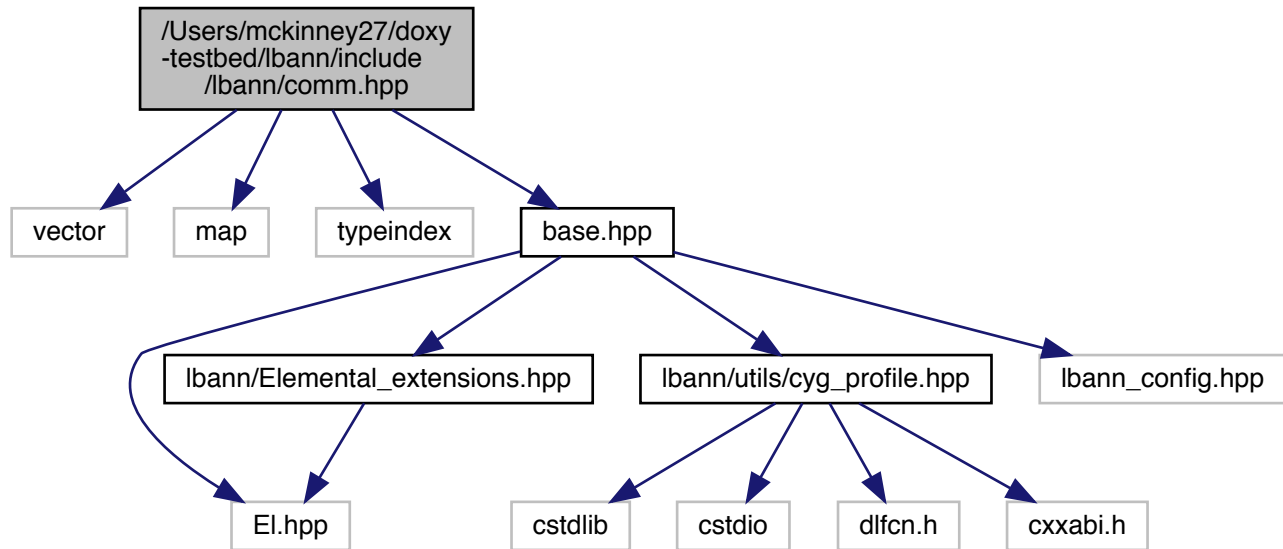 /Users/mckinney27/doxy
-testbed/lbann/include
/lbann/comm.hpp
vector
map
typeindex
base.hpp
lbann/Elemental_extensions.hpp
lbann/utils/cyg_profile.hpp
lbann_config.hpp
El.hpp
cstdlib
cstdio
dlfcn.h
cxxabi.h